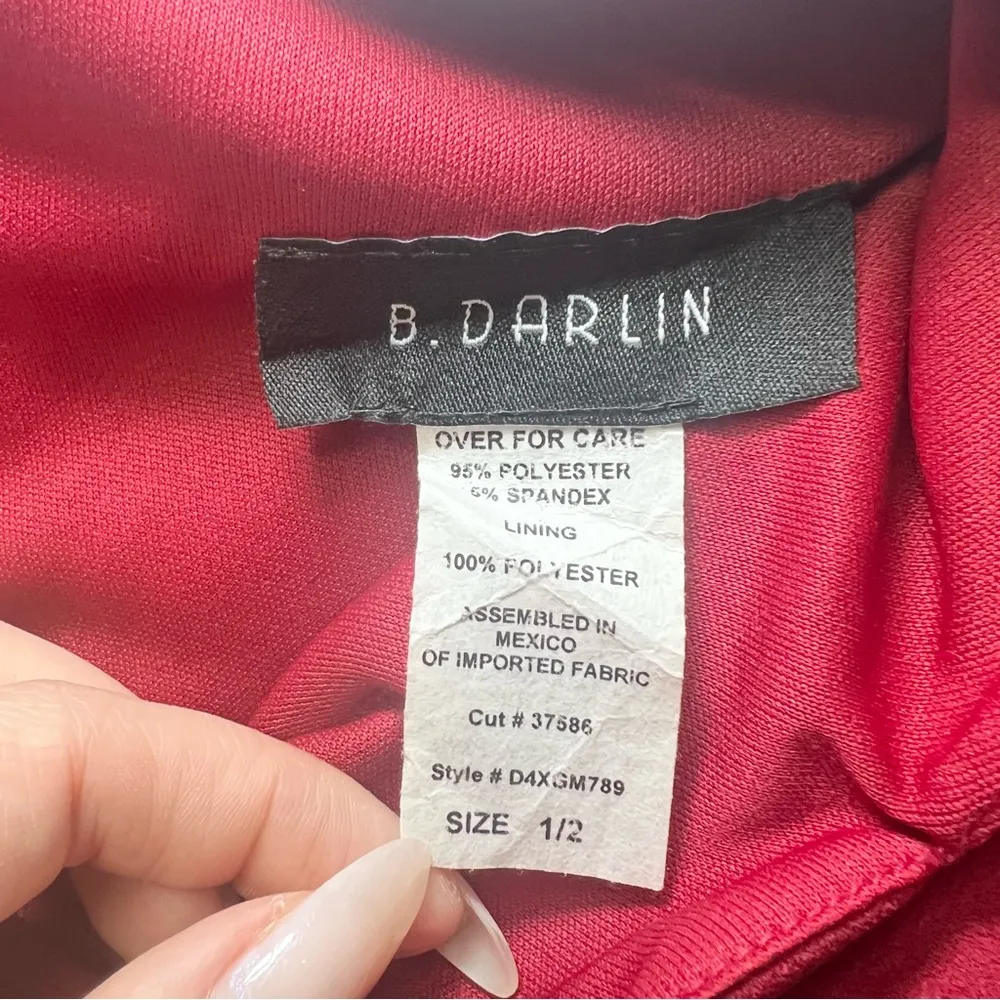 B. DARLIN
OVER FOR CARE
95% POLYESTER
5% SPANDEX
LINING
100% POLYESTER
ASSEMBLED IN
MEXICO
OF IMPORTED FABRIC
Cut # 37586
Style # D4XGM789
SIZE 1/2